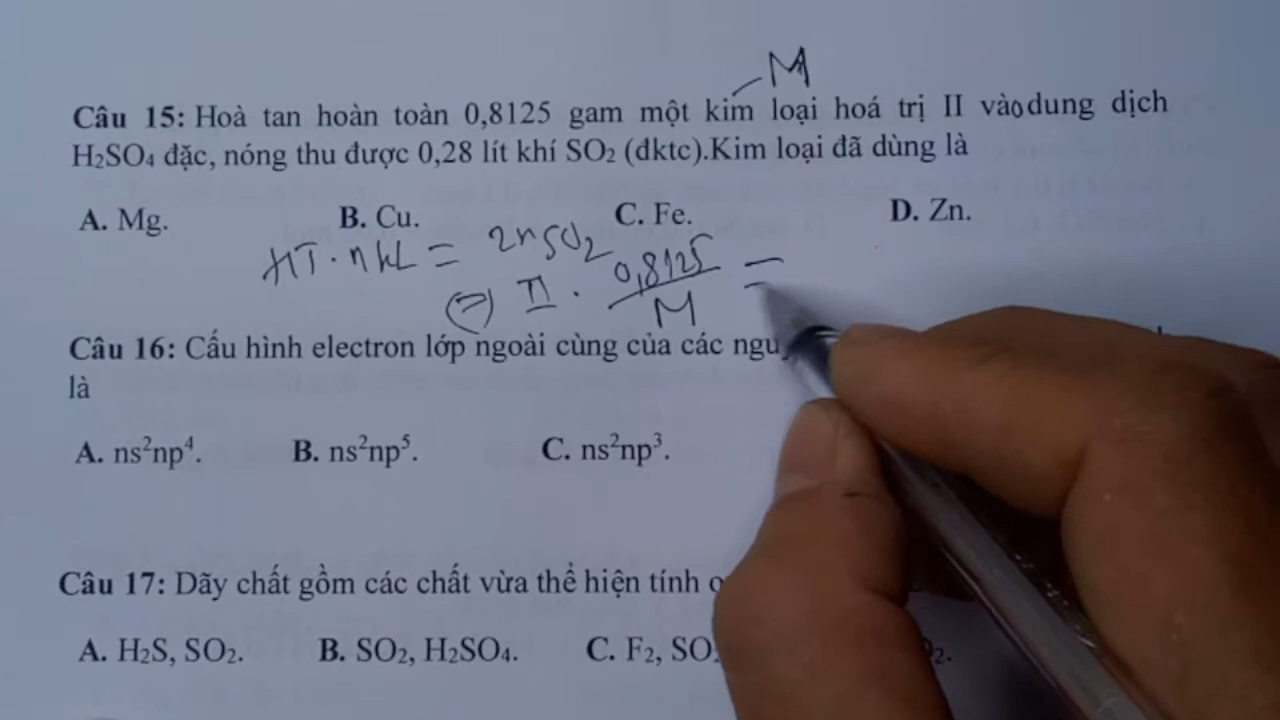 M
Câu 15: Hoà tan hoàn toàn 0,8125 gam một kim loại hoá trị II vào dung dịch
H₂SO₄ đặc, nóng thu được 0,28 lít khí SO₂ (đktc).Kim loại đã dùng là
A. Mg. B. Cu. C. Fe. D. Zn.
HT . nKL = 2nSO₂
(=) II . 0,8125/M =
Câu 16: Cấu hình electron lớp ngoài cùng của các
là
A. ns²np⁴. B. ns²np⁵. C. ns²np³.
Câu 17: Dãy chất gồm các chất vừa thể hiện tính
A. H₂S, SO₂. B. SO₂, H₂SO₄. C. F₂,